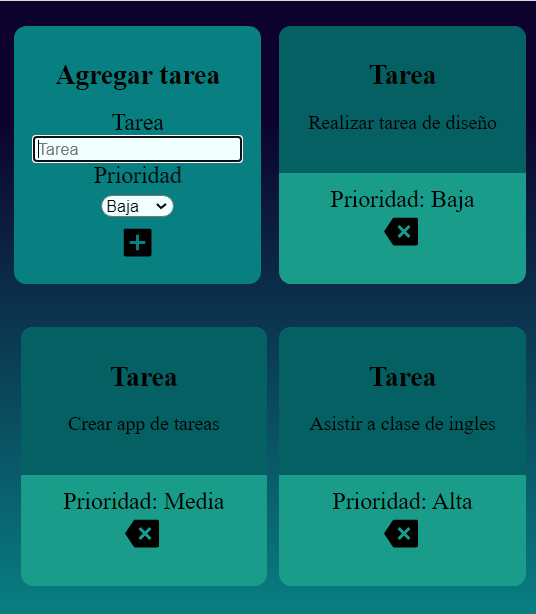 Agregar tarea
Tarea
Tarea
Prioridad
Baja
Tarea
Realizar tarea de diseño
Prioridad: Baja
Tarea
Crear app de tareas
Prioridad: Media
Tarea
Asistir a clase de ingles
Prioridad: Alta